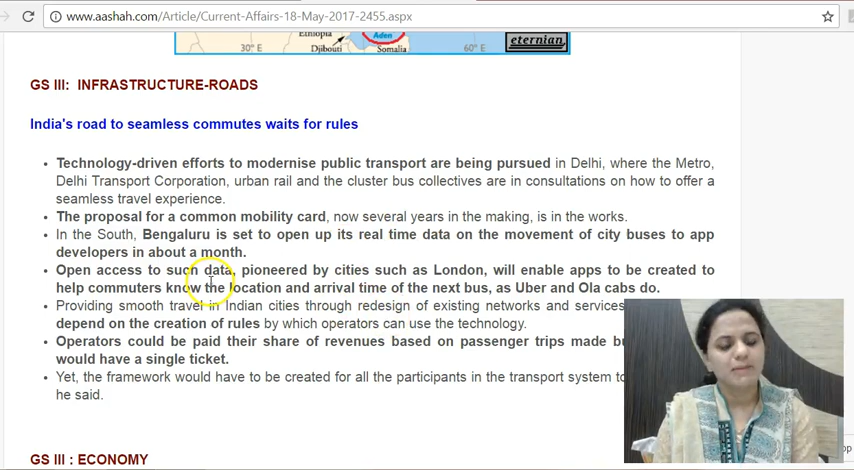 www.aashah.com/Article/Current-Affairs-18-May-2017-2455.aspx
Ethiopia
Aden
30° E
Djibouti
Somalia
60° E
eternian
GS III: INFRASTRUCTURE-ROADS
India's road to seamless commutes waits for rules
• Technology-driven efforts to modernise public transport are being pursued in Delhi, where the Metro,
Delhi Transport Corporation, urban rail and the cluster bus collectives are in consultations on how to offer a
seamless travel experience.
• The proposal for a common mobility card, now several years in the making, is in the works.
• In the South, Bengaluru is set to open up its real time data on the movement of city buses to app
developers in about a month.
• Open access to such data, pioneered by cities such as London, will enable apps to be created to
help commuters know the location and arrival time of the next bus, as Uber and Ola cabs do.
• Providing smooth travel in Indian cities through redesign of existing networks and services
depend on the creation of rules by which operators can use the technology.
• Operators could be paid their share of revenues based on passenger trips made
would have a single ticket.
• Yet, the framework would have to be created for all the participants in the transport system
he said.
GS III : ECONOMY